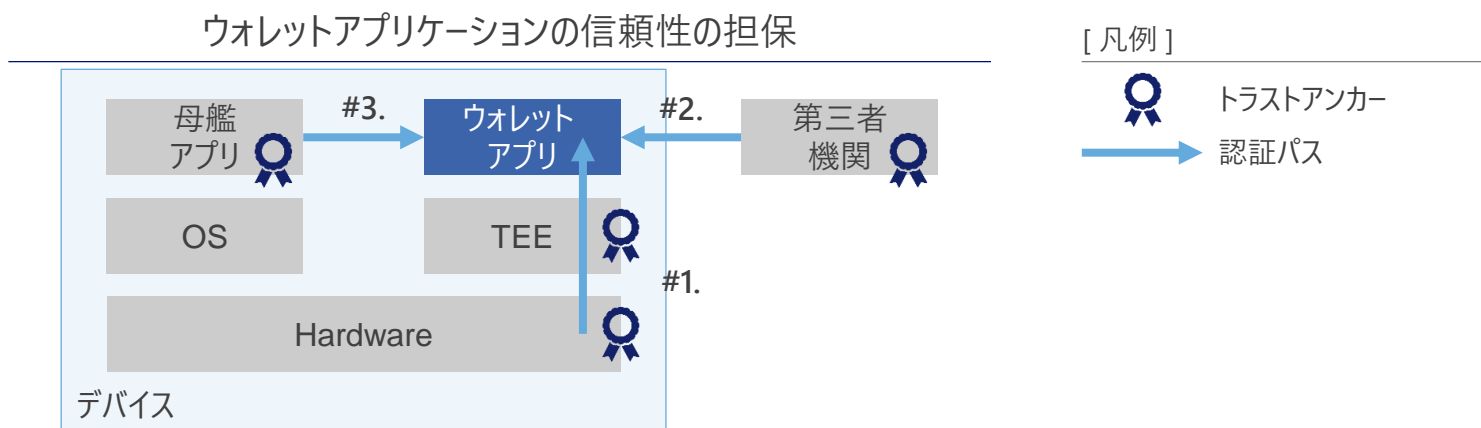 ウォレットアプリケーションの信頼性の担保
[ 凡例 ]
トラストアンカー
認証パス
母艦
アプリ
#3.
ウォレット
アプリ
#2.
第三者
機関
OS
TEE
#1.
Hardware
デバイス